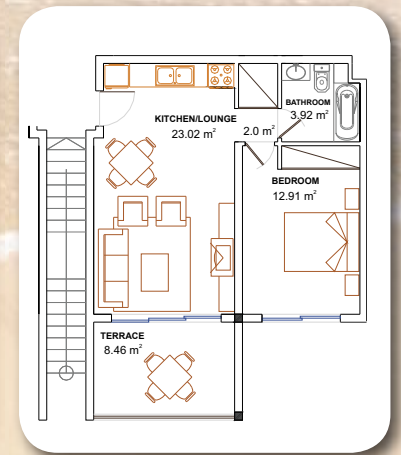 BATHROOM
3.92 m²
KITCHEN/LOUNGE
23.02 m²
2.0 m²
BEDROOM
12.91 m²
TERRACE
8.46 m²